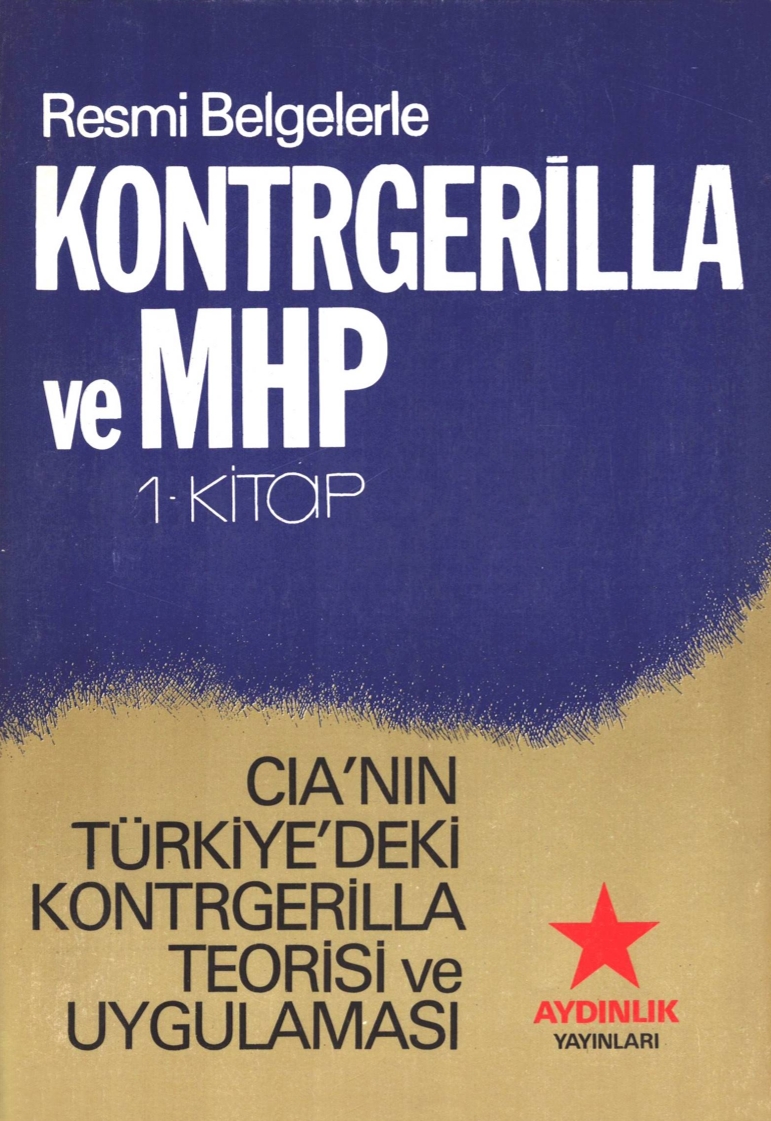 Resmi Belgelerle
KONTRGERİLLA
ve MHP
1-KİTAP
CIA'NIN
TÜRKİYE'DEKİ
KONTRGERİLLA
TEORİSİ ve
UYGULAMASI
AYDINLIK
YAYINLARI